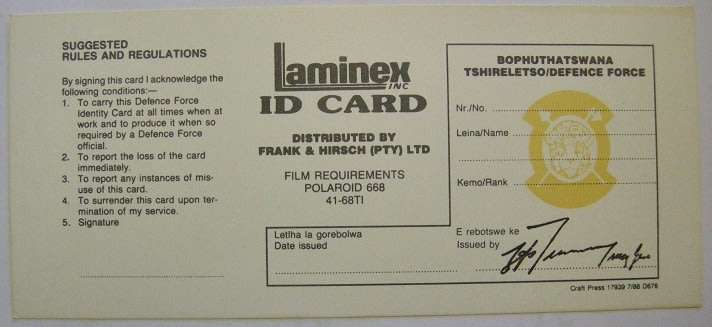 SUGGESTED
RULES AND REGULATIONS
By signing this card I acknowledge the
following conditions:—
1. To carry this Defence Force
Identity Card at all times when at
work and to produce it when so
required by a Defence Force
official.
2. To report the loss of the card
immediately.
3. To report any instances of mis-
use of this card.
4. To surrender this card upon ter-
mination of my service.
5. Signature
Laminex
INC
ID CARD
DISTRIBUTED BY
FRANK & HIRSCH (PTY) LTD
FILM REQUIREMENTS
POLAROID 668
41-68TI
Letlha la gorebolwa
Date issued
BOPHUTHATSWANA
TSHIRELETSO/DEFENCE FORCE
Nr./No.
Leina/Name
Kemo/Rank
E rebotswe ke
Issued by
Craft Press 17939 7/88 D676